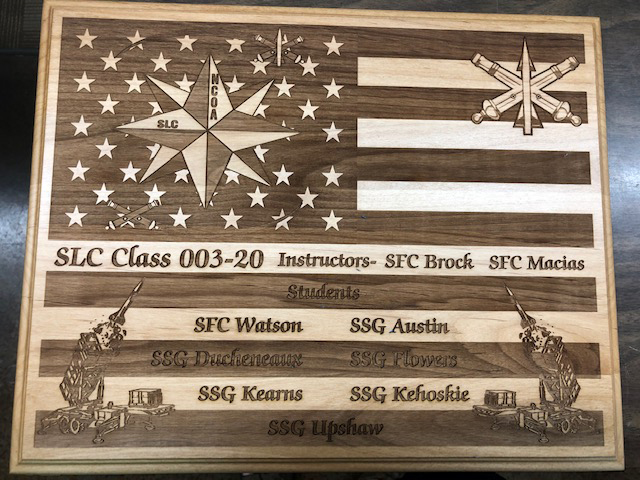 NCOA
SLC
SLC Class 003-20 Instructors- SFC Brock SFC Macias
Students
SFC Watson SSG Austin
SSG Ducheneaux SSG Flowers
SSG Kearns SSG Kehoskie
SSG Upshaw